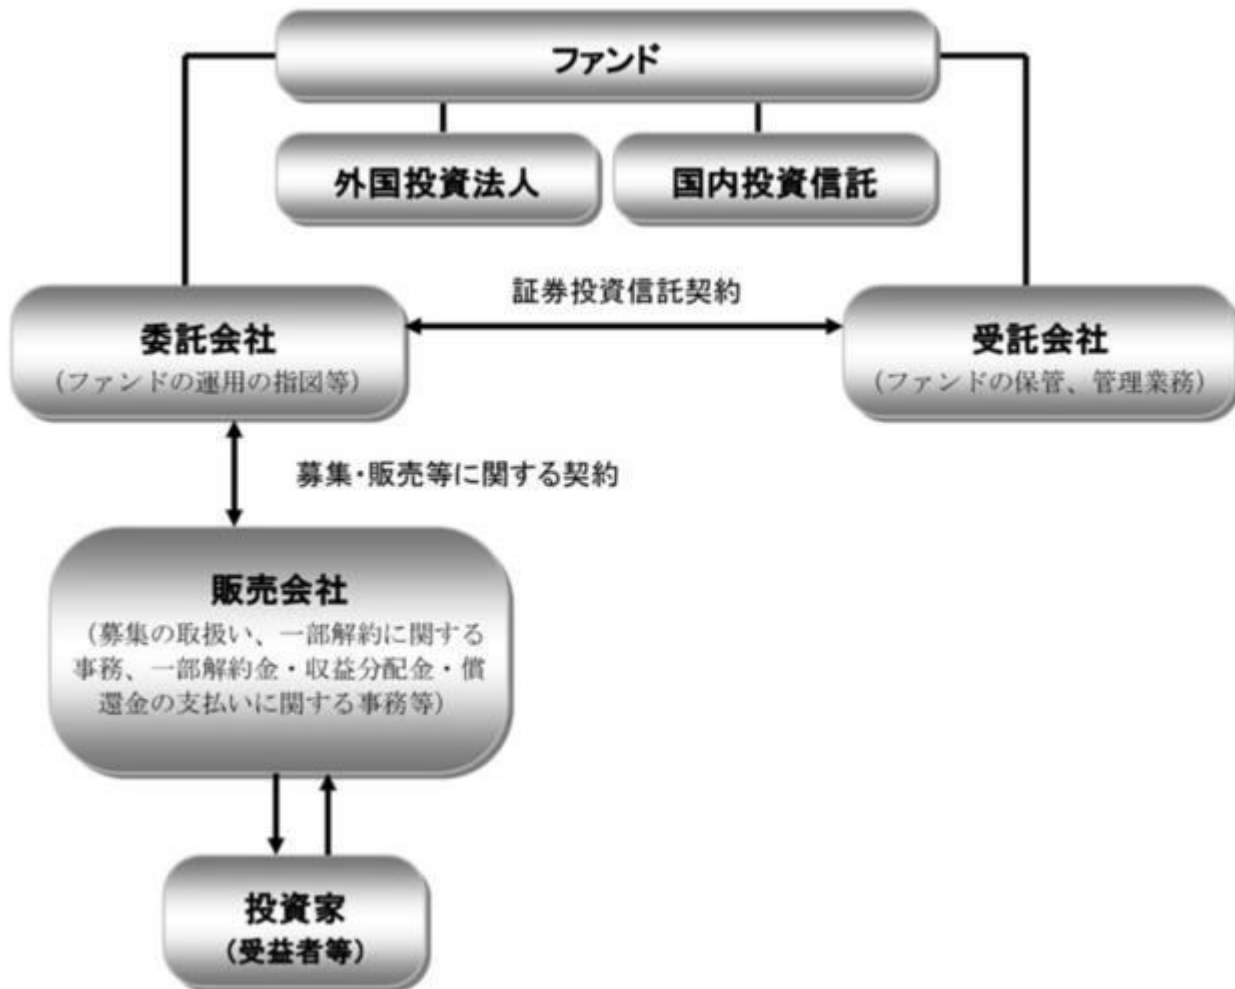 ファンド
外国投資法人
国内投資信託
証券投資信託契約
委託会社
(ファンドの運用の指図等)
受託会社
(ファンドの保管、管理業務)
募集・販売等に関する契約
販売会社
(募集の取扱い、一部解約に関する
事務、一部解約金・収益分配金・償
還金の支払いに関する事務等)
投資家
(受益者等)